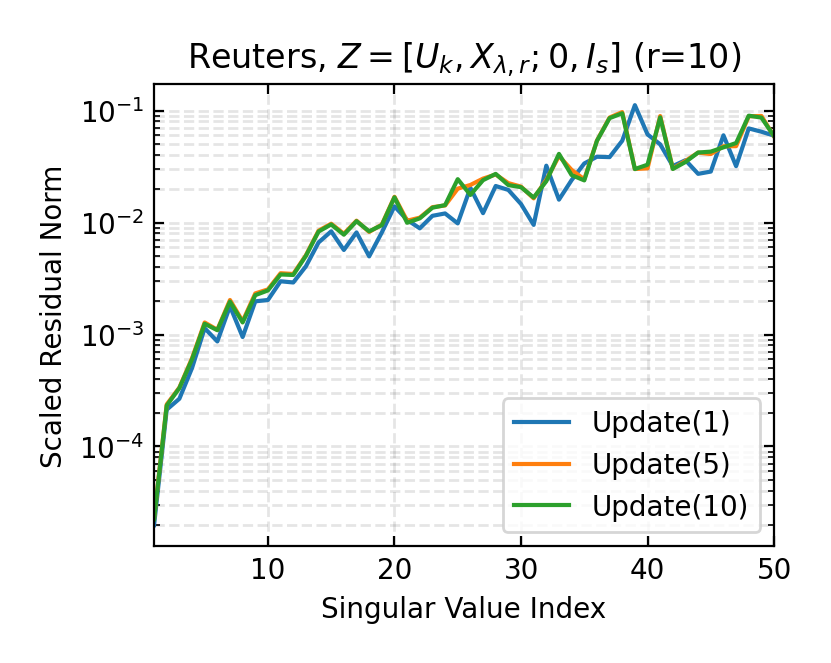 Reuters, $Z = [U_k, X_{\lambda,r}; 0, I_s]$ (r=10)
Scaled Residual Norm
$10^{-1}$
$10^{-2}$
$10^{-3}$
$10^{-4}$
Update(1)
Update(5)
Update(10)
10 20 30 40 50
Singular Value Index